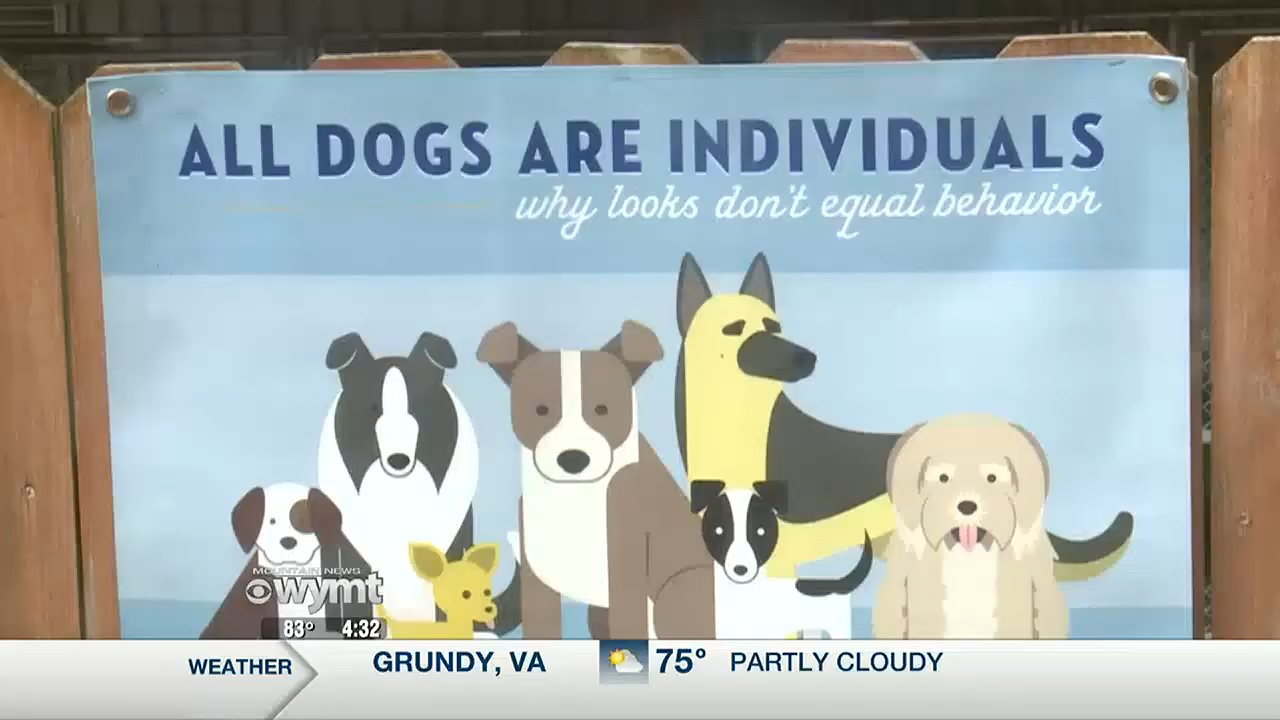 ALL DOGS ARE INDIVIDUALS
why looks don't equal behavior
MOUNTAIN NEWS
wymt
83° 4:32
WEATHER GRUNDY, VA 75° PARTLY CLOUDY